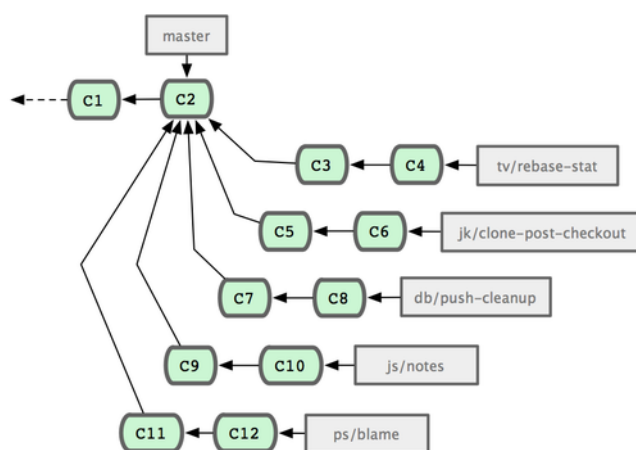 master
C1 C2
C3 C4 tv/rebase-stat
C5 C6 jk/clone-post-checkout
C7 C8 db/push-cleanup
C9 C10 js/notes
C11 C12 ps/blame